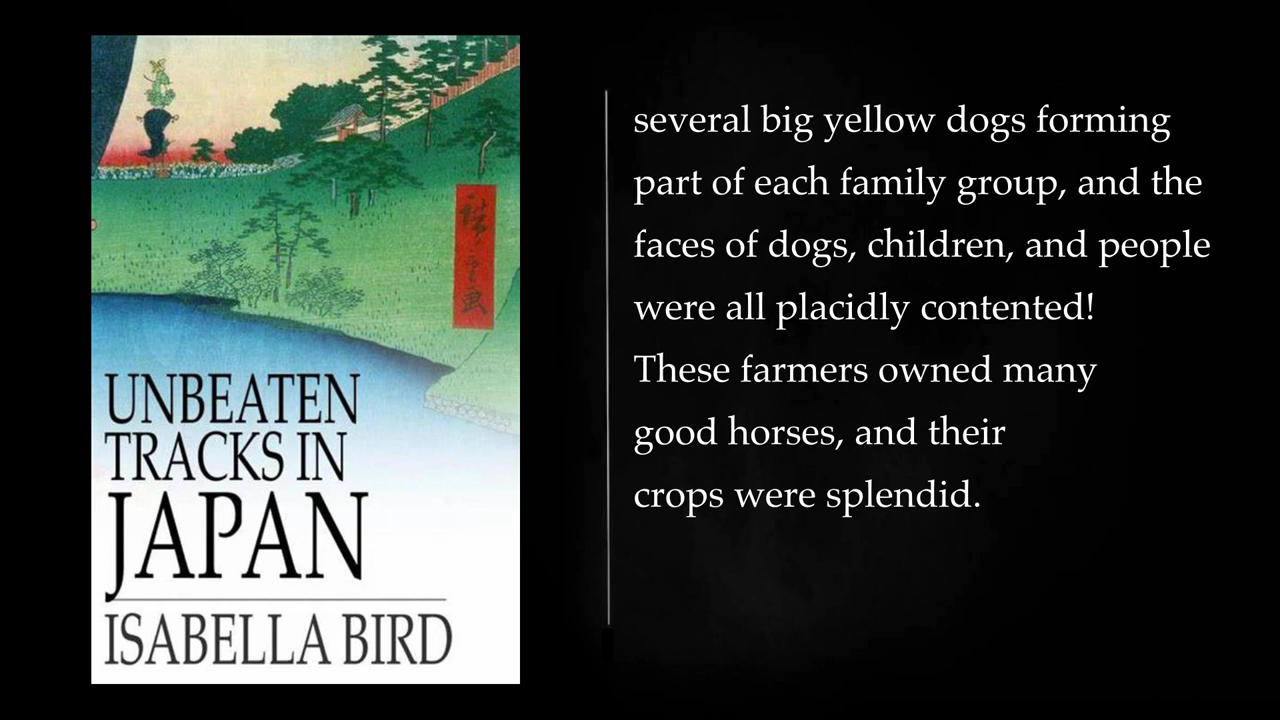 UNBEATEN
TRACKS IN
JAPAN
ISABELLA BIRD
several big yellow dogs forming
part of each family group, and the
faces of dogs, children, and people
were all placidly contented!
These farmers owned many
good horses, and their
crops were splendid.